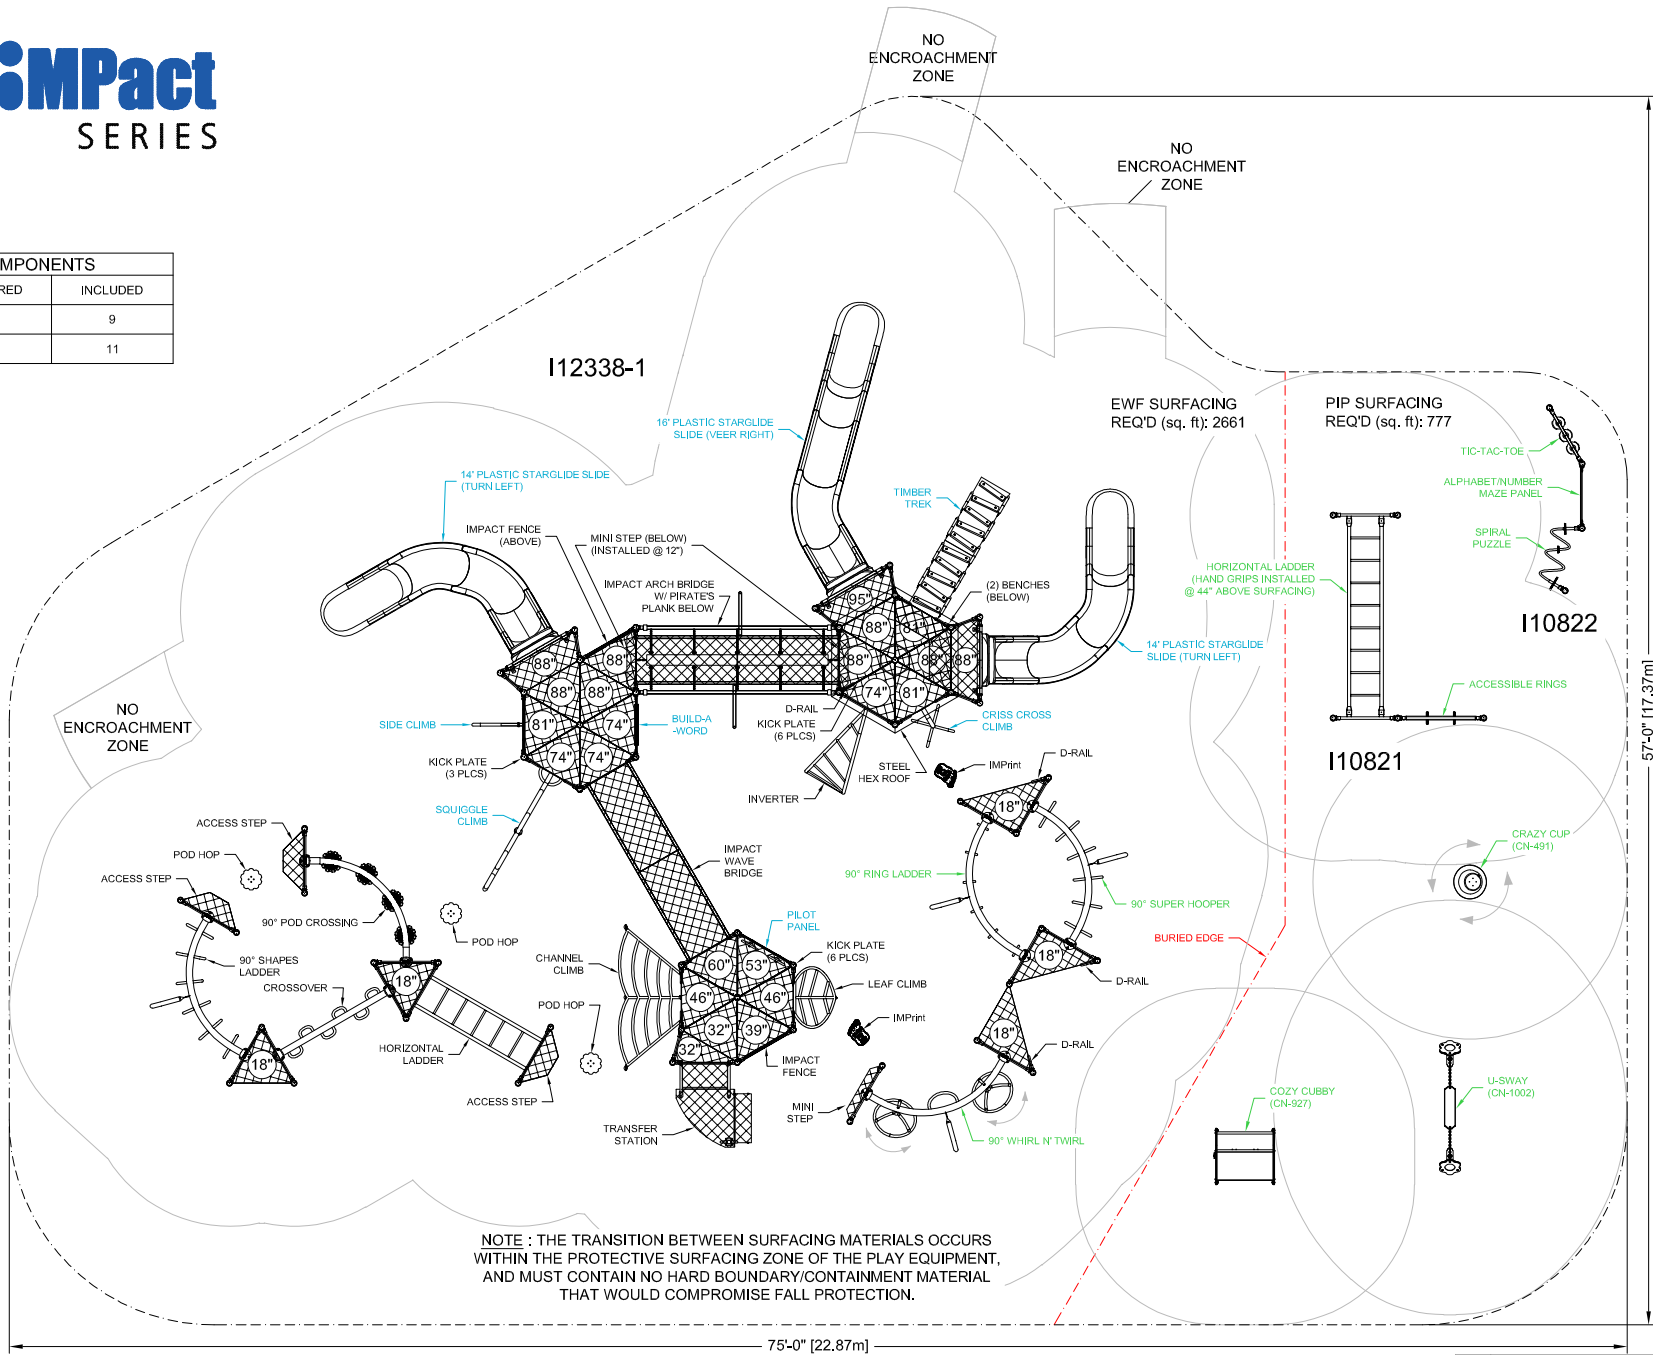 iMPact
SERIES
MPONENTS
RED
INCLUDED
9
11
NO
ENCROACHMENT
ZONE
NO
ENCROACHMENT
ZONE
I12338-1
16' PLASTIC STARGLIDE
SLIDE (VEER RIGHT)
14' PLASTIC STARGLIDE SLIDE
(TURN LEFT)
IMPACT FENCE
(ABOVE)
MINI STEP (BELOW)
(INSTALLED @ 12")
IMPACT ARCH BRIDGE
W/ PIRATE'S
PLANK BELOW
TIMBER
TREK
(2) BENCHES
(BELOW)
EWF SURFACING
REQ'D (sq. ft): 2661
PIP SURFACING
REQ'D (sq. ft): 777
TIC-TAC-TOE
ALPHABET/NUMBER
MAZE PANEL
SPIRAL
PUZZLE
HORIZONTAL LADDER
(HAND GRIPS INSTALLED
@ 44" ABOVE SURFACING)
I10822
14' PLASTIC STARGLIDE
SLIDE (TURN LEFT)
ACCESSIBLE RINGS
I10821
57'-0" [17.37m]
95"
88"
81"
88"
88"
88"
74"
81"
88"
88"
88"
88"
81"
74"
74"
74"
NO
ENCROACHMENT
ZONE
SIDE CLIMB
BUILD-A
-WORD
D-RAIL
KICK PLATE
(6 PLCS)
CRISS CROSS
CLIMB
KICK PLATE
(3 PLCS)
STEEL
HEX ROOF
IMPrint
D-RAIL
INVERTER
SQUIGGLE
CLIMB
18"
ACCESS STEP
POD HOP
ACCESS STEP
90° POD CROSSING
POD HOP
IMPACT
WAVE
BRIDGE
90° RING LADDER
90° SUPER HOOPER
CRAZY CUP
(CN-491)
PILOT
PANEL
KICK PLATE
(6 PLCS)
BURIED EDGE
90° SHAPES
LADDER
CROSSOVER
18"
CHANNEL
CLIMB
60"
53"
46"
46"
32"
39"
32"
LEAF CLIMB
18"
D-RAIL
POD HOP
IMPrint
18"
D-RAIL
HORIZONTAL
LADDER
18"
IMPACT
FENCE
ACCESS STEP
TRANSFER
STATION
MINI
STEP
90° WHIRL N' TWIRL
COZY CUBBY
(CN-927)
U-SWAY
(CN-1002)
NOTE : THE TRANSITION BETWEEN SURFACING MATERIALS OCCURS
WITHIN THE PROTECTIVE SURFACING ZONE OF THE PLAY EQUIPMENT,
AND MUST CONTAIN NO HARD BOUNDARY/CONTAINMENT MATERIAL
THAT WOULD COMPROMISE FALL PROTECTION.
75'-0" [22.87m]